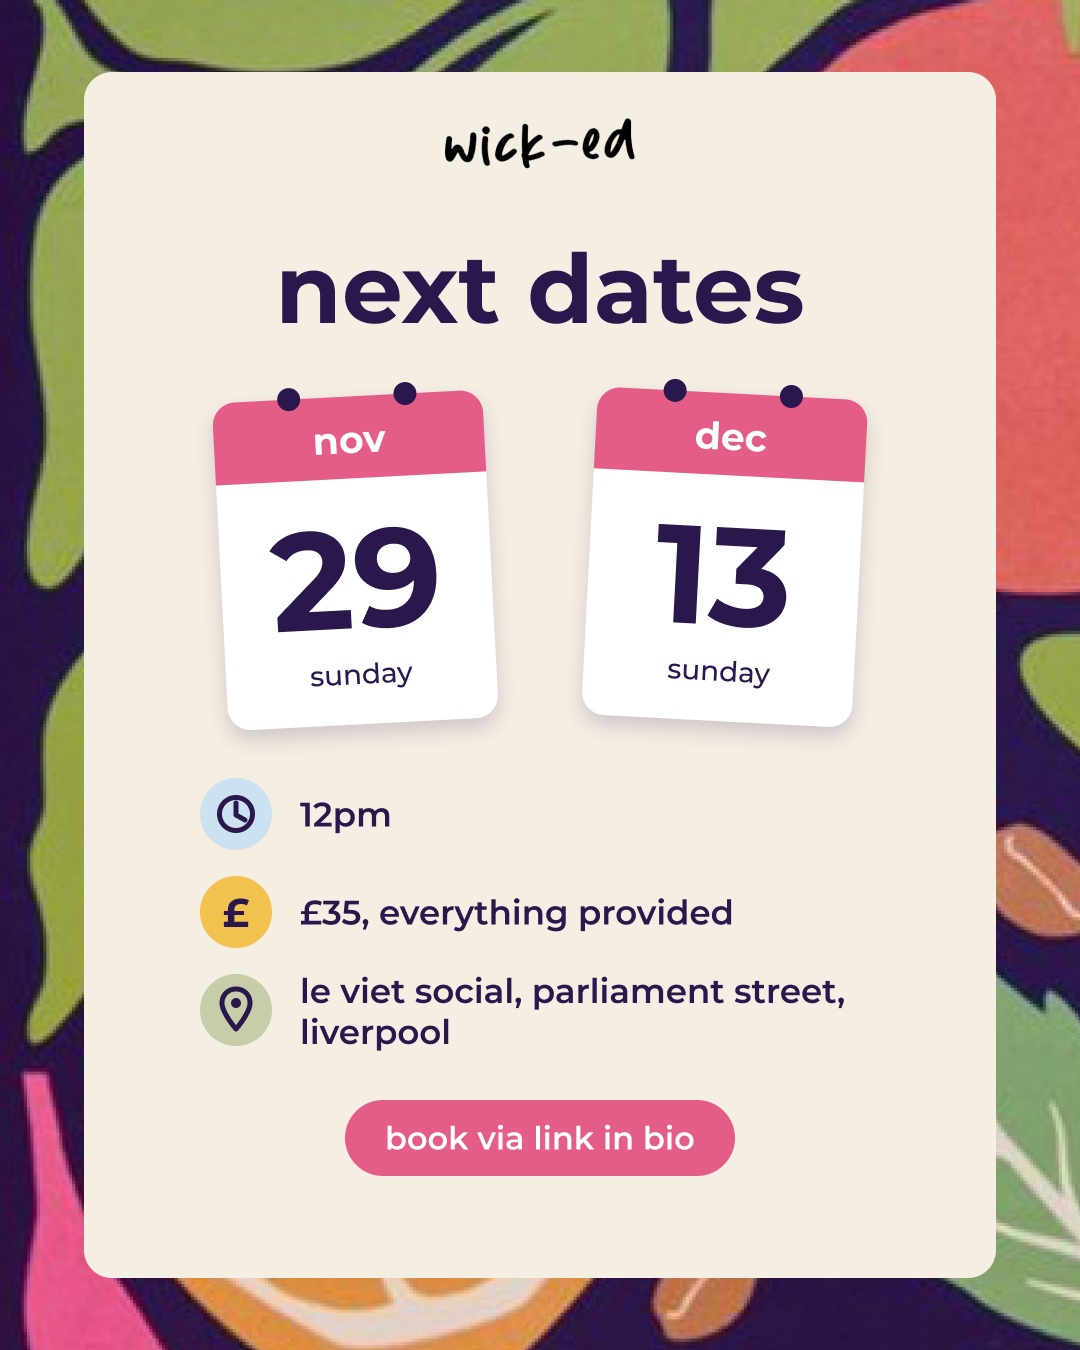 wick-ed
next dates
nov
29
sunday
dec
13
sunday
12pm
£
£35, everything provided
le viet social, parliament street,
liverpool
book via link in bio